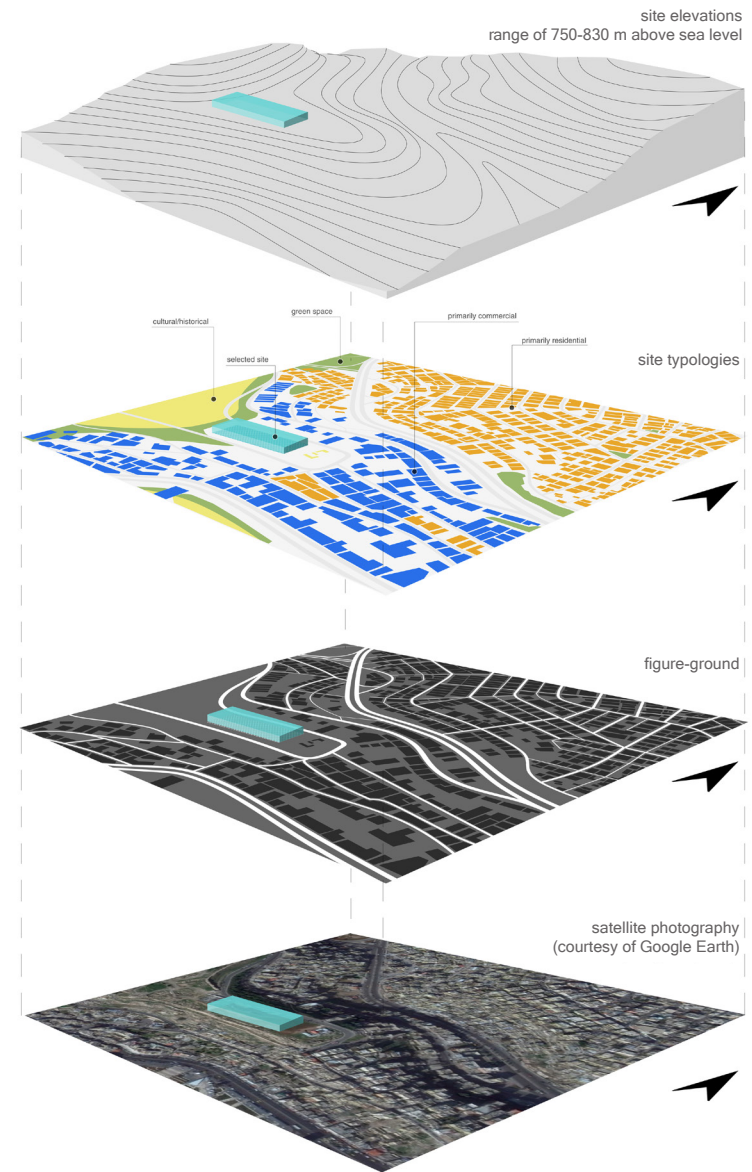 site elevations
range of 750-830 m above sea level
green space
cultural/historical
primarily commercial
primarily residential
selected site
site typologies
figure-ground
satellite photography
(courtesy of Google Earth)